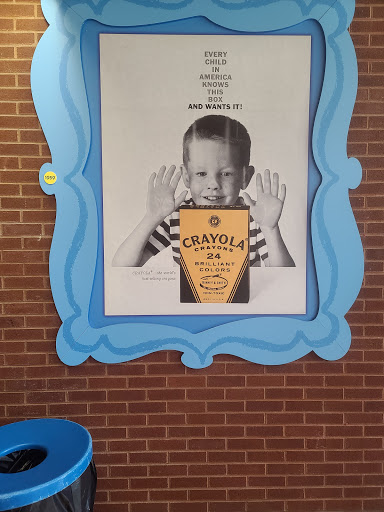 EVERY
CHILD
IN
AMERICA
KNOWS
THIS
BOX
AND WANTS IT!
1959
CRAYOLA
CRAYONS
24
BRILLIANT
COLORS